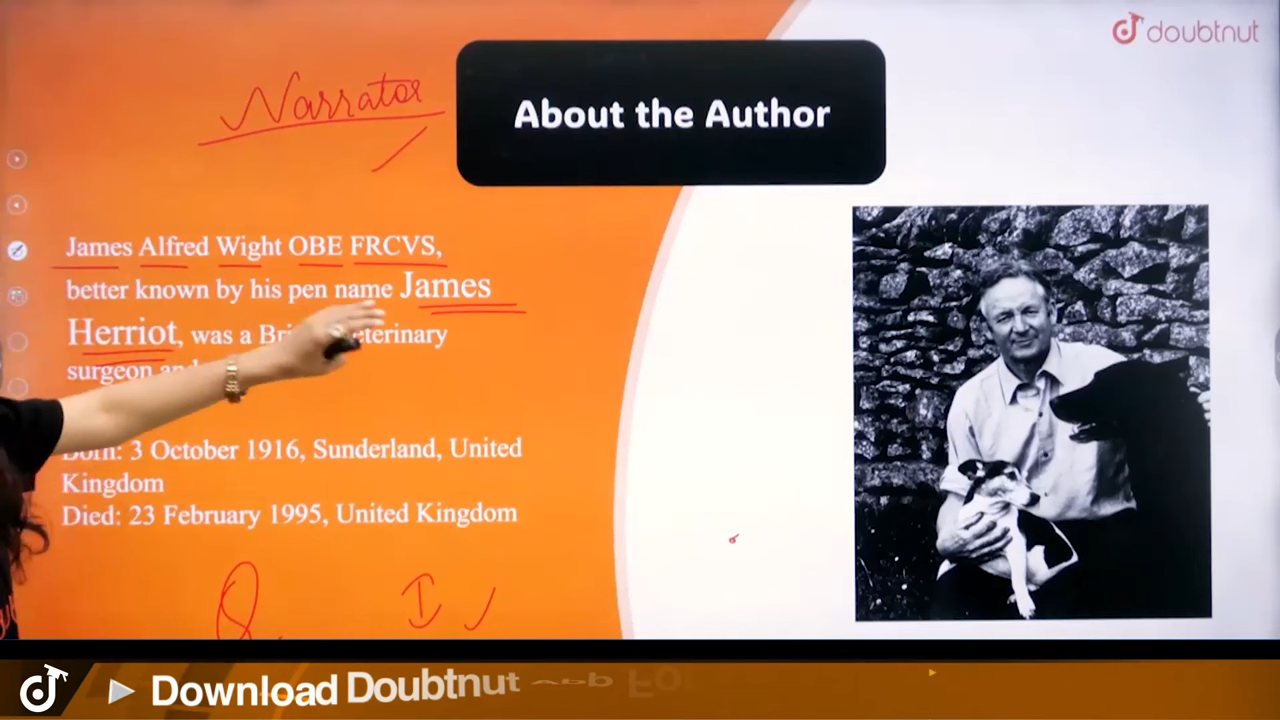 doubtnut
About the Author
Narrator
James Alfred Wight OBE FRCVS,
better known by his pen name James
Herriot, was a
surgeon
Born: 3 October 1916, Sunderland, United
Kingdom
Died: 23 February 1995, United Kingdom
I
Download Doubtnut App